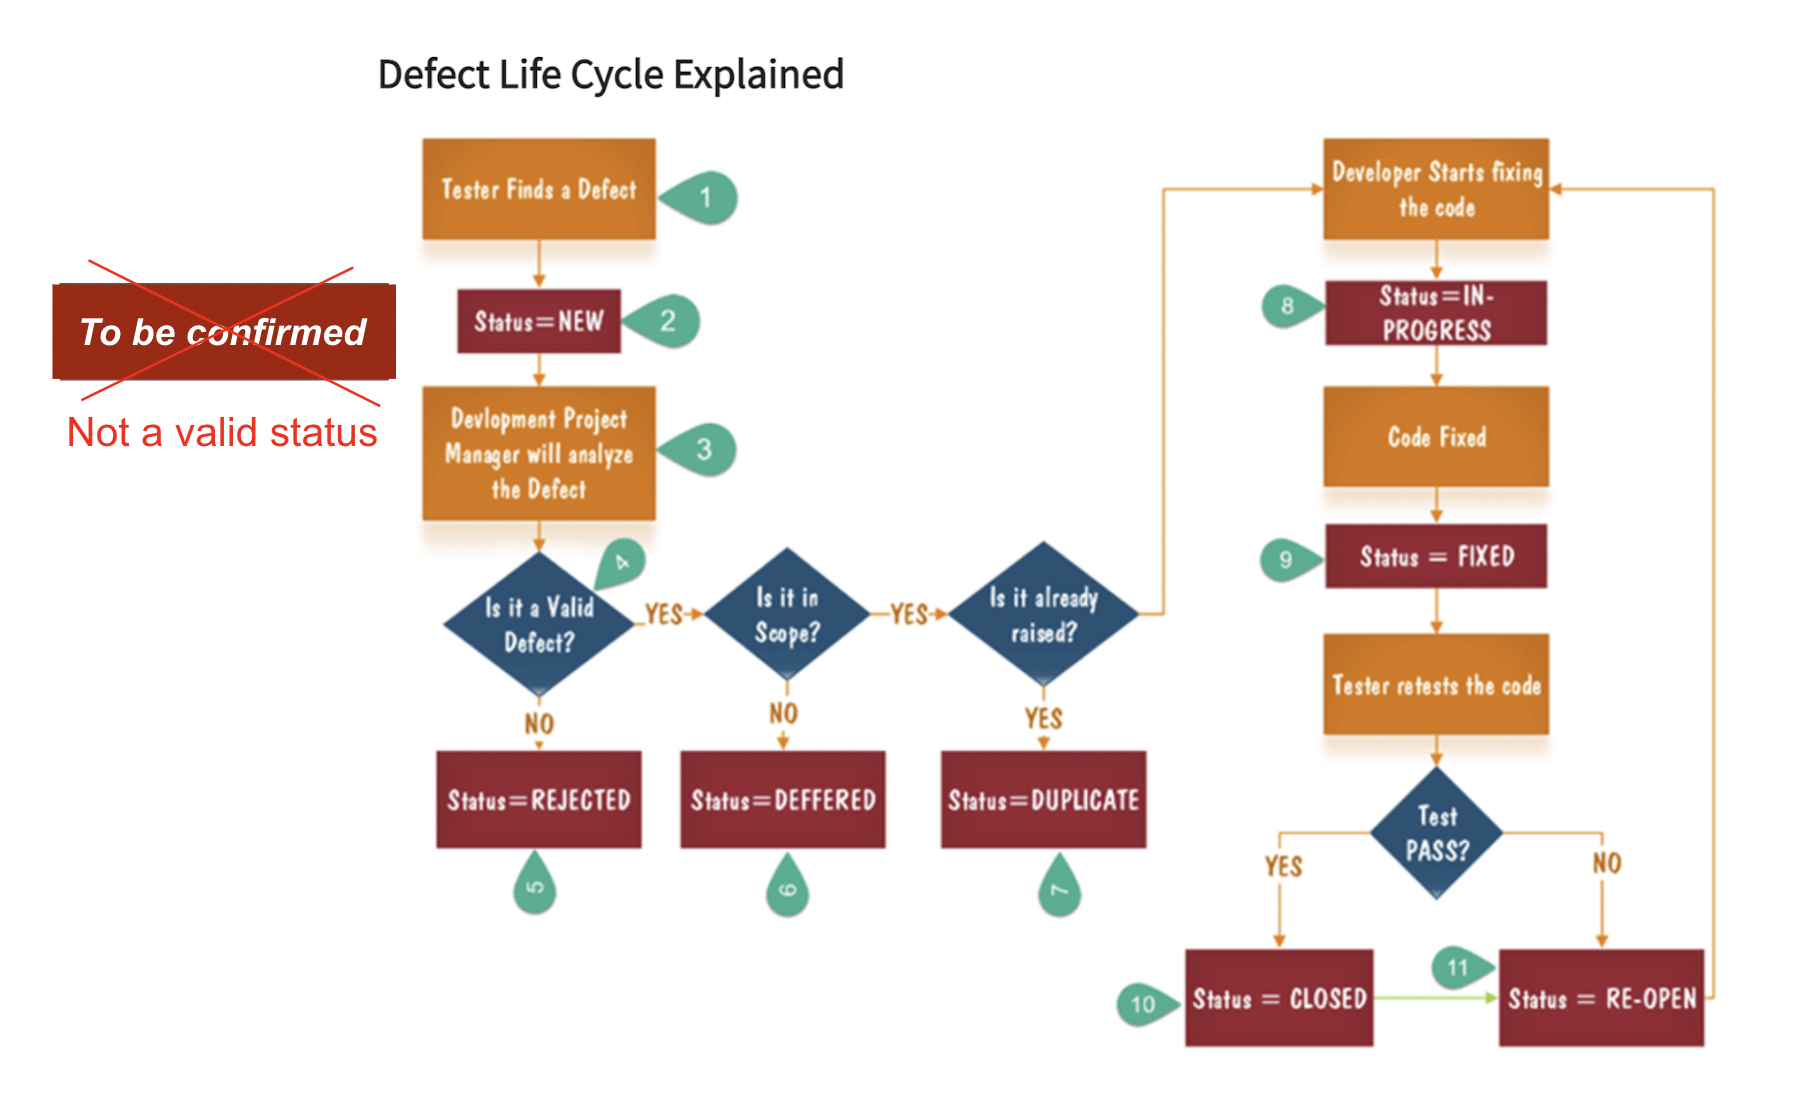 Defect Life Cycle Explained
Tester Finds a Defect
1
To be confirmed
Not a valid status
Status=NEW
2
Devlopment Project
Manager will analyze
the Defect
3
4
Is it a Valid
Defect?
YES
Is it in
Scope?
YES
Is it already
raised?
NO
NO
YES
Status=REJECTED
Status=DEFFERED
Status=DUPLICATE
5
6
7
Developer Starts fixing
the code
8
Status=IN-
PROGRESS
Code Fixed
9
Status = FIXED
Tester retests the code
Test
PASS?
YES
NO
10
Status = CLOSED
11
Status = RE-OPEN